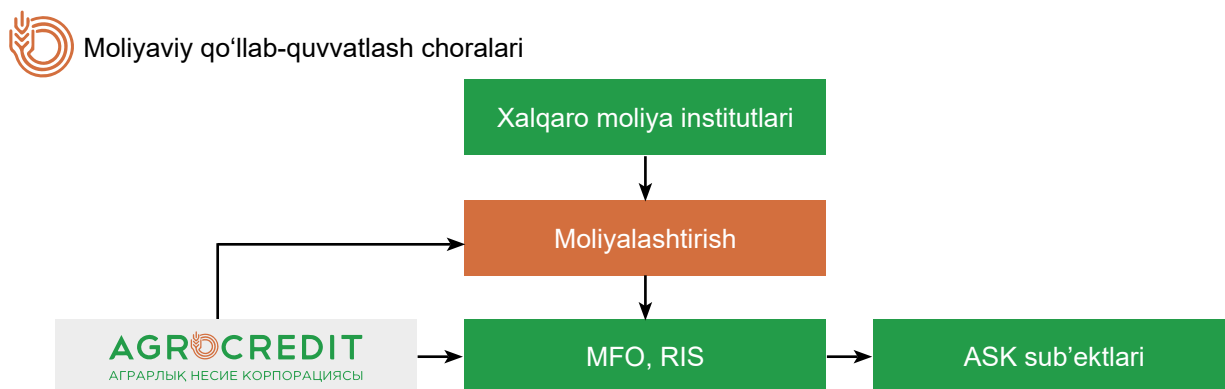 Moliyaviy qo‘llab-quvvatlash choralari
Xalqaro moliya institutlari
Moliyalashtirish
AGROCREDIT
АГРАРЛЫҚ НЕСИЕ КОРПОРАЦИЯСЫ
MFO, RIS
ASK sub’ektlari